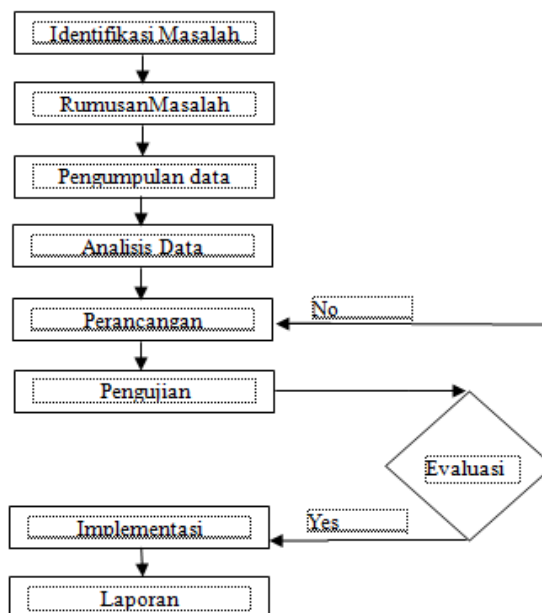 Identifikasi Masalah
RumusanMasalah
Pengumpulan data
Analisis Data
Perancangan
No
Pengujian
Evaluasi
Yes
Implementasi
Laporan